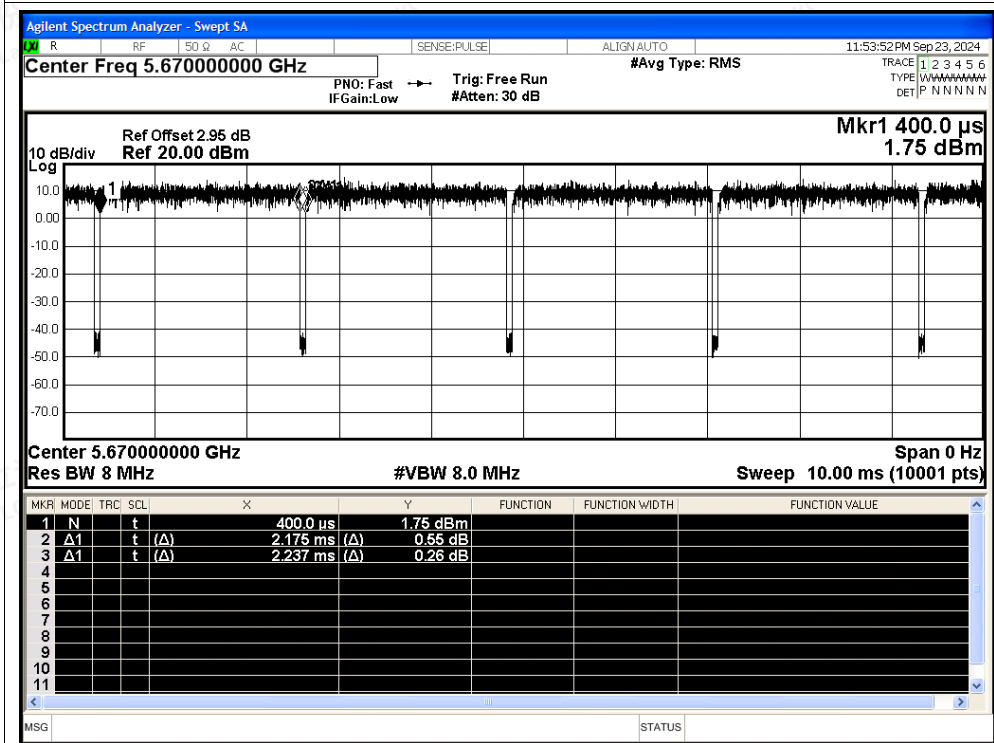 Agilent Spectrum Analyzer - Swept SA
LXI R RF 50 Ω AC SENSE:PULSE ALIGN AUTO 11:53:52 PM Sep 23, 2024
Center Freq 5.670000000 GHz #Avg Type: RMS TRACE 1 2 3 4 5 6
PNO: Fast Trig: Free Run TYPE W
IFGain:Low #Atten: 30 dB DET P N N N N N
Mkr1 400.0 µs
Ref Offset 2.95 dB
10 dB/div Ref 20.00 dBm 1.75 dBm
Log
10.0 1
0.00
-10.0
-20.0
-30.0
-40.0
-50.0
-60.0
-70.0
Center 5.670000000 GHz Span 0 Hz
Res BW 8 MHz #VBW 8.0 MHz Sweep 10.00 ms (10001 pts)
MKR MODE TRC SCL X Y FUNCTION FUNCTION WIDTH FUNCTION VALUE
1 N t 400.0 µs 1.75 dBm
2 Δ1 t (Δ) 2.175 ms (Δ) 0.55 dB
3 Δ1 t (Δ) 2.237 ms (Δ) 0.26 dB
4
5
6
7
8
9
10
11
MSG STATUS